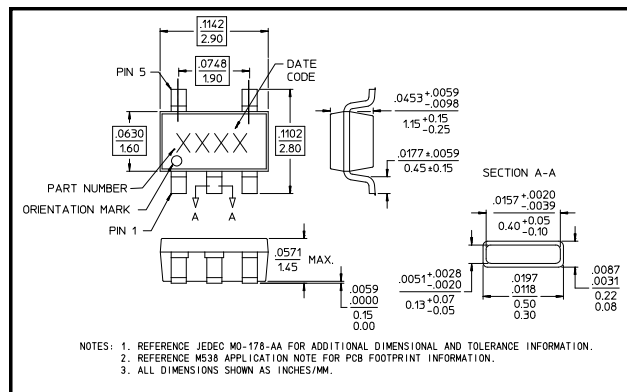 .1142
2.90
.0748
1.90
PIN 5
DATE
CODE
.0453 +.0059
-.0098
1.15 +0.15
-0.25
.0630
1.60
XXXX
.1102
2.80
.0177 ±.0059
0.45 ±0.15
PART NUMBER
ORIENTATION MARK
PIN 1
A A
SECTION A-A
.0157 +.0020
-.0039
0.40 +0.05
-0.10
.0571
1.45
MAX.
.0059
.0000
0.15
0.00
.0051 +.0028
-.0020
0.13 +0.07
-0.05
.0197
.0118
0.50
0.30
.0087
.0031
0.22
0.08
NOTES: 1. REFERENCE JEDEC MO-178-AA FOR ADDITIONAL DIMENSIONAL AND TOLERANCE INFORMATION.
2. REFERENCE M538 APPLICATION NOTE FOR PCB FOOTPRINT INFORMATION.
3. ALL DIMENSIONS SHOWN AS INCHES/MM.